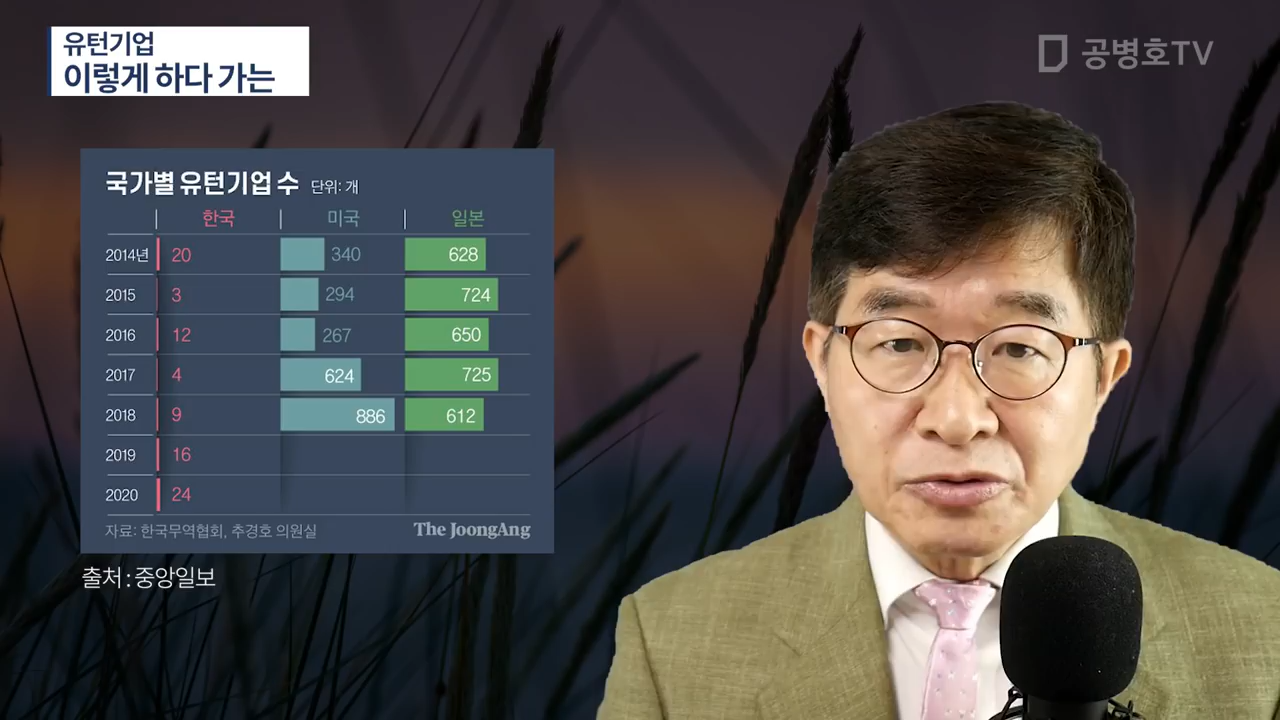 유턴기업
이렇게 하다 가는
공병호TV
국가별 유턴기업 수 단위: 개
한국 미국 일본
2014년 20 340 628
2015 3 294 724
2016 12 267 650
2017 4 624 725
2018 9 886 612
2019 16
2020 24
자료: 한국무역협회, 추경호 의원실 The JoongAng
출처 : 중앙일보